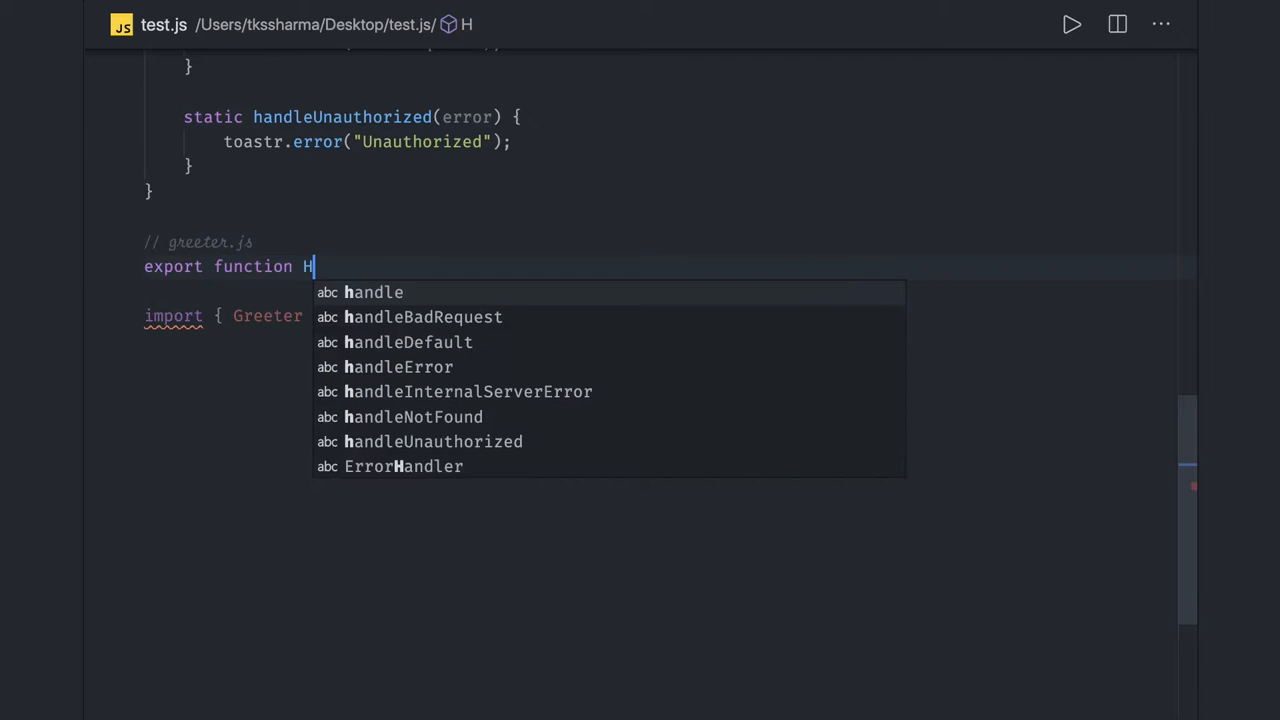 JS test.js /Users/tkssharma/Desktop/test.js/ H
}
static handleUnauthorized(error) {
toastr.error("Unauthorized");
}
}
// greeter.js
export function H
import { Greeter
abc handle
abc handleBadRequest
abc handleDefault
abc handleError
abc handleInternalServerError
abc handleNotFound
abc handleUnauthorized
abc ErrorHandler